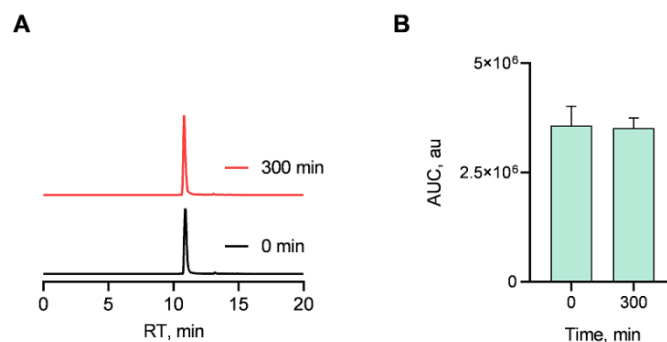 A
300 min
0 min
0 5 10 15 20
RT, min
B
5×10⁶
2.5×10⁶
0
AUC, au
0 300
Time, min